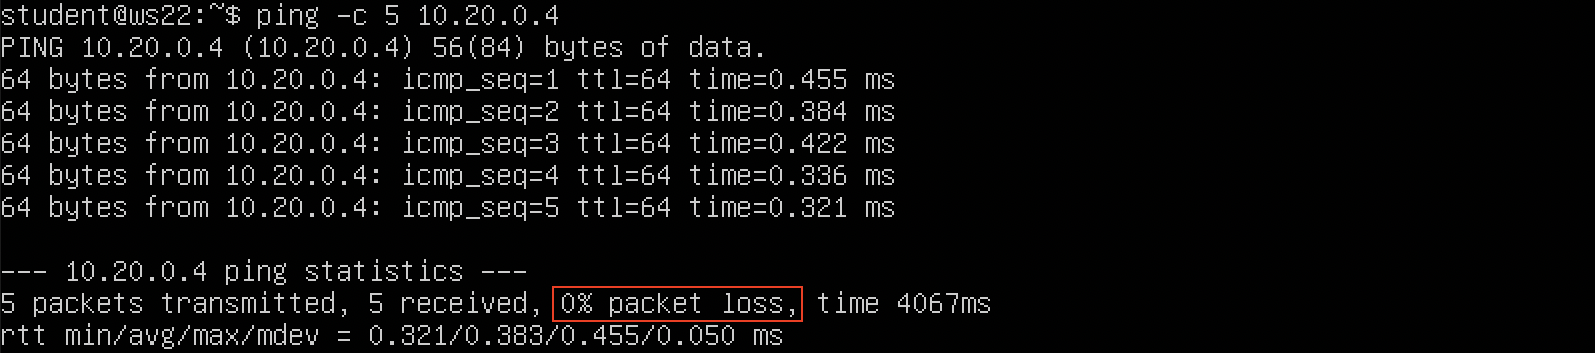 student@ws22:~$ ping -c 5 10.20.0.4
PING 10.20.0.4 (10.20.0.4) 56(84) bytes of data.
64 bytes from 10.20.0.4: icmp_seq=1 ttl=64 time=0.455 ms
64 bytes from 10.20.0.4: icmp_seq=2 ttl=64 time=0.384 ms
64 bytes from 10.20.0.4: icmp_seq=3 ttl=64 time=0.422 ms
64 bytes from 10.20.0.4: icmp_seq=4 ttl=64 time=0.336 ms
64 bytes from 10.20.0.4: icmp_seq=5 ttl=64 time=0.321 ms
--- 10.20.0.4 ping statistics ---
5 packets transmitted, 5 received, 0% packet loss, time 4067ms
rtt min/avg/max/mdev = 0.321/0.383/0.455/0.050 ms